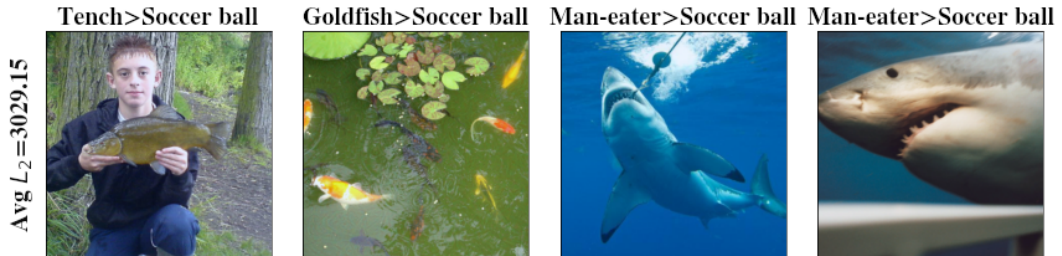 Tench>Soccer ball
Goldfish>Soccer ball
Man-eater>Soccer ball
Man-eater>Soccer ball
Avg L₂=3029.15